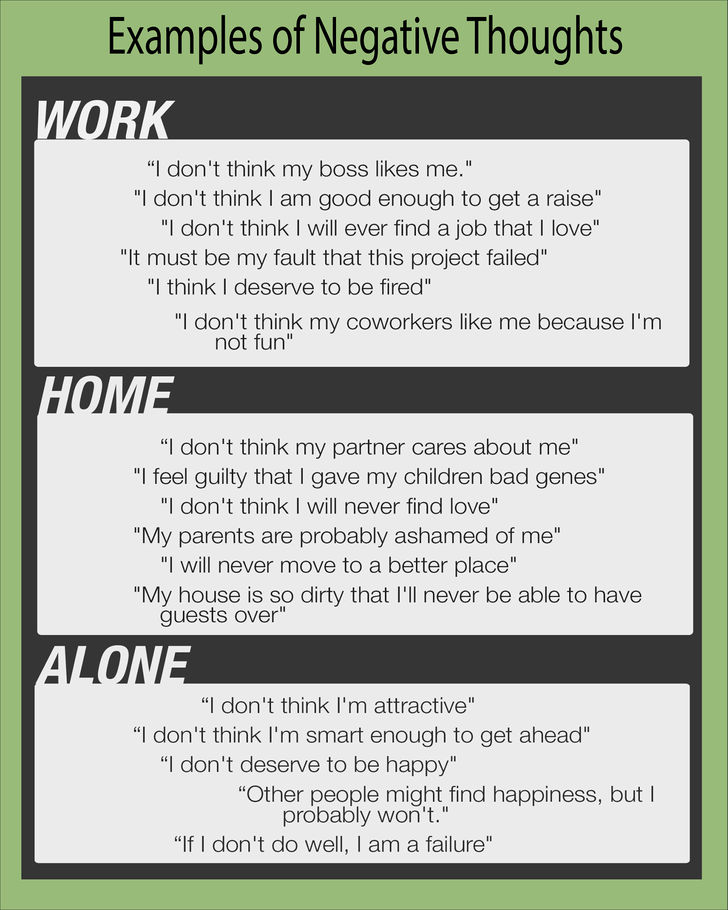 Examples of Negative Thoughts
WORK
“I don't think my boss likes me."
"I don't think I am good enough to get a raise"
"I don't think I will ever find a job that I love"
"It must be my fault that this project failed"
"I think I deserve to be fired"
"I don't think my coworkers like me because I'm
not fun"
HOME
“I don't think my partner cares about me"
"I feel guilty that I gave my children bad genes"
"I don't think I will never find love"
"My parents are probably ashamed of me"
"I will never move to a better place"
"My house is so dirty that I'll never be able to have
guests over"
ALONE
“I don't think I'm attractive"
“I don't think I'm smart enough to get ahead"
“I don't deserve to be happy"
“Other people might find happiness, but I
probably won't."
“If I don't do well, I am a failure"